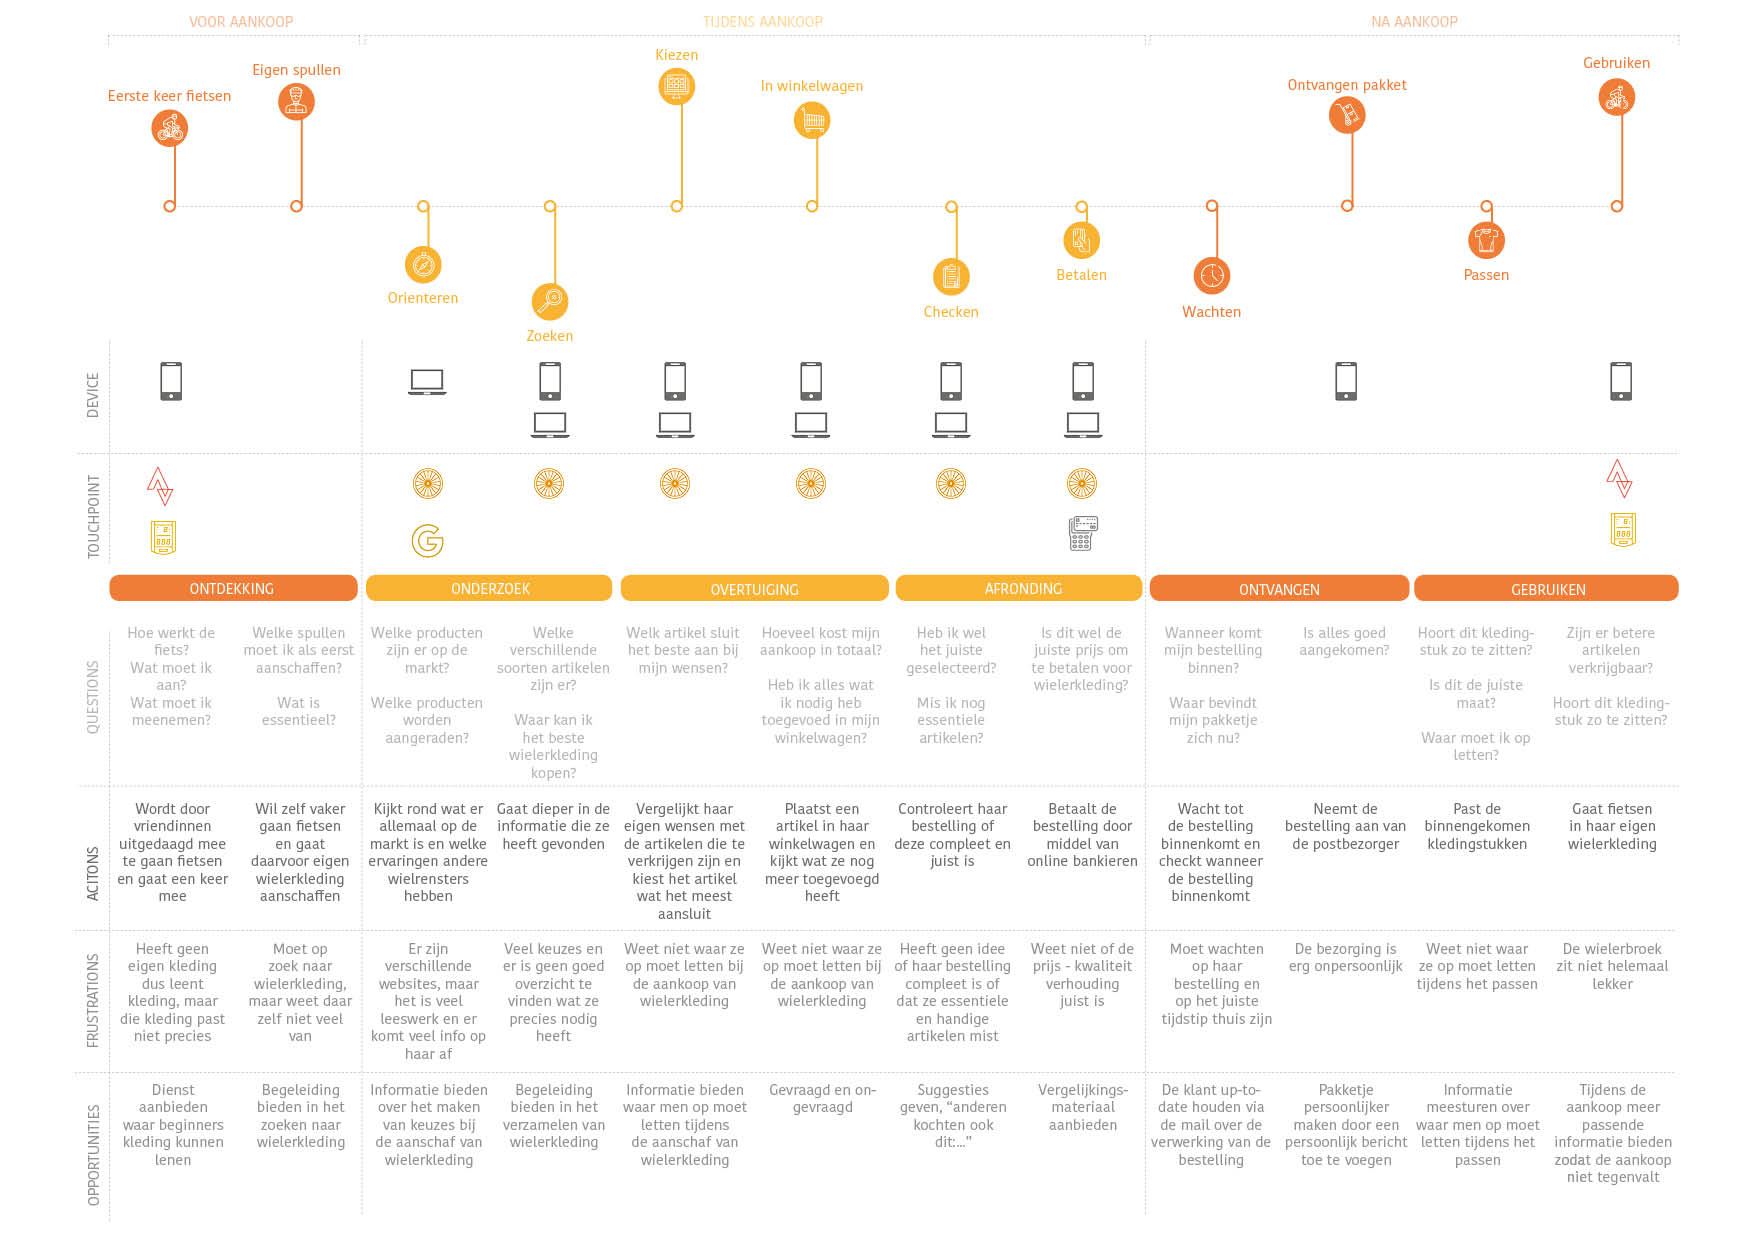 VOOR AANKOOP
TIJDENS AANKOOP
NA AANKOOP
Eerste keer fietsen
Eigen spullen
Kiezen
In winkelwagen
Ontvangen pakket
Gebruiken
Orienteren
Zoeken
Checken
Betalen
Wachten
Passen
DEVICE
TOUCHPOINT
ONTDEKKING
ONDERZOEK
OVERTUIGING
AFRONDING
ONTVANGEN
GEBRUIKEN
QUESTIONS
Hoe werkt de
fiets?
Wat moet ik
aan?
Wat moet ik
meenemen?
Welke spullen
moet ik als eerst
aanschaffen?
Wat is
essentieel?
Welke producten
zijn er op de
markt?
Welke producten
worden
aangeraden?
Welke
verschillende
soorten artikelen
zijn er?
Waar kan ik
het beste
wielerkleding
kopen?
Welk artikel sluit
het beste aan bij
mijn wensen?
Hoeveel kost mijn
aankoop in totaal?
Heb ik alles wat
ik nodig heb
toegevoed in mijn
winkelwagen?
Heb ik wel
het juiste
geselecteerd?
Mis ik nog
essentiele
artikelen?
Is dit wel de
juiste prijs om
te betalen voor
wielerkleding?
Wanneer komt
mijn bestelling
binnen?
Waar bevindt
mijn pakketje
zich nu?
Is alles goed
aangekomen?
Hoort dit kleding-
stuk zo te zitten?
Is dit de juiste
maat?
Waar moet ik op
letten?
Zijn er betere
artikelen
verkrijgbaar?
Hoort dit kleding-
stuk zo te zitten?
ACITONS
Wordt door
vriendinnen
uitgedaagd mee
te gaan fietsen
en gaat een keer
mee
Wil zelf vaker
gaan fietsen
en gaat
daarvoor eigen
wielerkleding
aanschaffen
Kijkt rond wat er
allemaal op de
markt is en welke
ervaringen andere
wielrensters
hebben
Gaat dieper in de
informatie die ze
heeft gevonden
Vergelijkt haar
eigen wensen met
de artikelen die te
verkrijgen zijn en
kiest het artikel
wat het meest
aansluit
Plaatst een
artikel in haar
winkelwagen en
kijkt wat ze nog
meer toegevoegd
heeft
Controleert haar
bestelling of
deze compleet en
juist is
Betaalt de
bestelling door
middel van
online bankieren
Wacht tot
de bestelling
binnenkomt en
checkt wanneer
de bestelling
binnenkomt
Neemt de
bestelling aan van
de postbezorger
Past de
binnengekomen
kledingstukken
Gaat fietsen
in haar eigen
wielerkleding
FRUSTRATIONS
Heeft geen
eigen kleding
dus leent
kleding, maar
die kleding past
niet precies
Moet op
zoek naar
wielerkleding,
maar weet daar
zelf niet veel
van
Er zijn
verschillende
websites, maar
het is veel
leeswerk en er
komt veel info op
haar af
Veel keuzes en
er is geen goed
overzicht te
vinden wat ze
precies nodig
heeft
Weet niet waar ze
op moet letten bij
de aankoop van
wielerkleding
Weet niet waar ze
op moet letten bij
de aankoop van
wielerkleding
Heeft geen idee
of haar bestelling
compleet is of
dat ze essentiele
en handige
artikelen mist
Weet niet of de
prijs - kwaliteit
verhouding
juist is
Moet wachten
op haar
bestelling en
op het juiste
tijdstip thuis zijn
De bezorging is
erg onpersoonlijk
Weet niet waar
ze op moet letten
tijdens het passen
De wielerbroek
zit niet helemaal
lekker
OPPORTUNITIES
Dienst
aanbieden
waar beginners
kleding kunnen
lenen
Begeleiding
bieden in het
zoeken naar
wielerkleding
Informatie bieden
over het maken
van keuzes bij
de aanschaf van
wielerkleding
Begeleiding
bieden in het
verzamelen van
wielerkleding
Informatie bieden
waar men op moet
letten tijdens
de aanschaf van
wielerkleding
Gevraagd en on-
gevraagd
Suggesties
geven, “anderen
kochten ook
dit:...”
Vergelijkings-
materiaal
aanbieden
De klant up-to-
date houden via
de mail over de
verwerking van de
bestelling
Pakketje
persoonlijker
maken door een
persoonlijk bericht
toe te voegen
Informatie
meesturen over
waar men op moet
letten tijdens het
passen
Tijdens de
aankoop meer
passende
informatie bieden
zodat de aankoop
niet tegenvalt